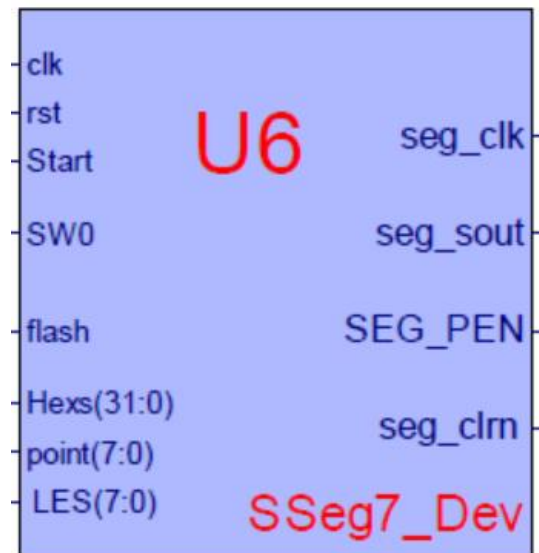 clk
rst
Start
U6
seg_clk
SW0
seg_sout
flash
SEG_PEN
Hexs(31:0)
seg_clrn
point(7:0)
LES(7:0)
SSeg7_Dev